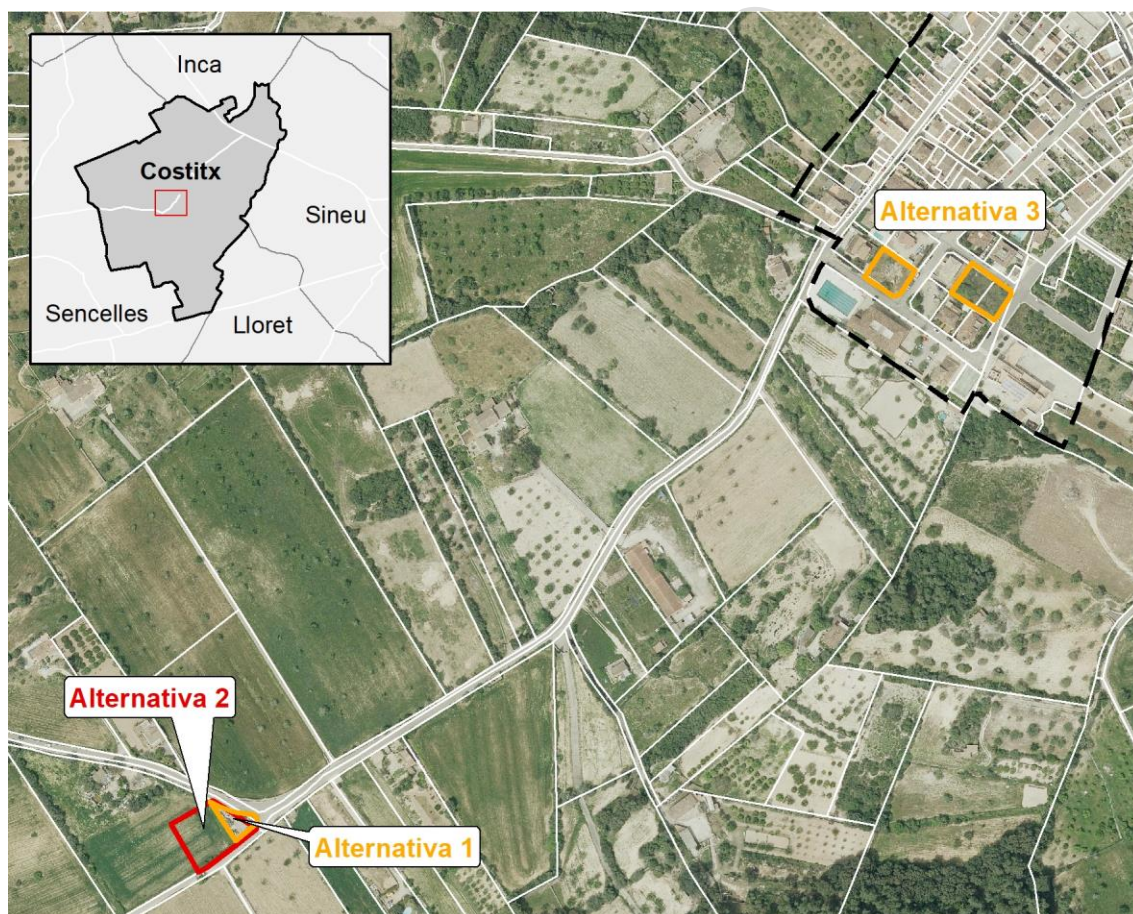 Inca
Costitx
Sineu
Sencelles
Lloret
Alternativa 3
Alternativa 2
Alternativa 1